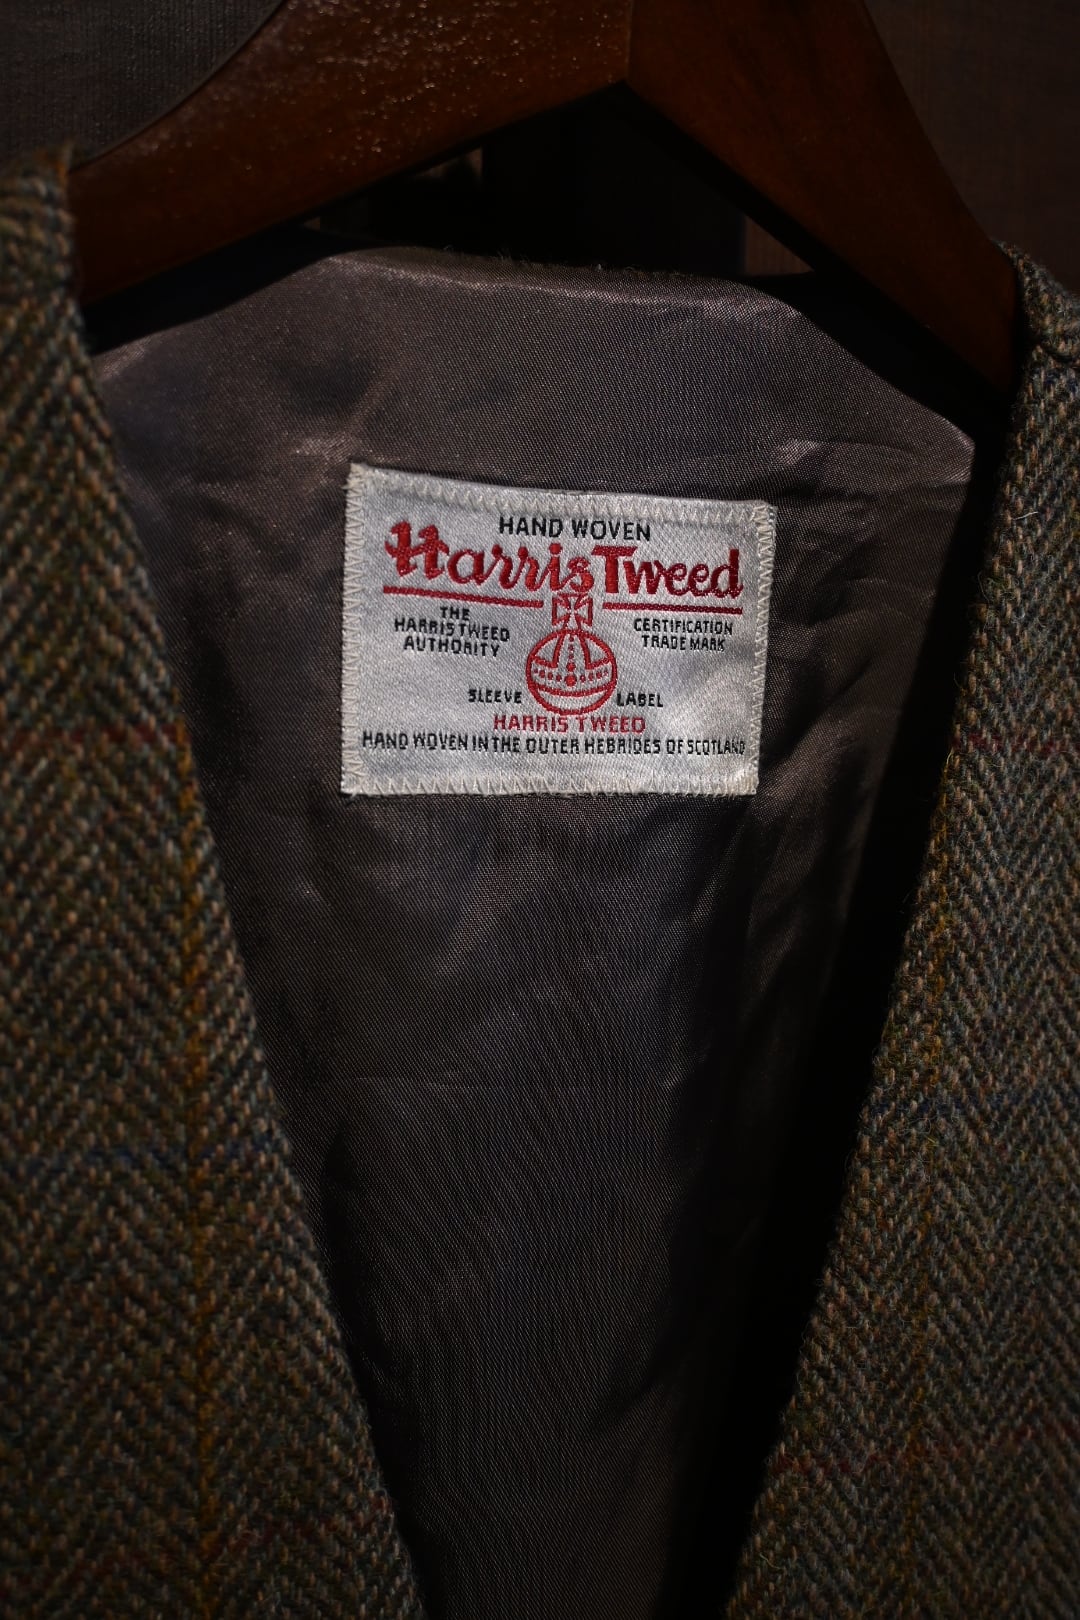 HAND WOVEN
Harris Tweed
THE
HARRIS TWEED
AUTHORITY
CERTIFICATION
TRADE MARK
SLEEVE LABEL
HARRIS TWEED
HAND WOVEN IN THE OUTER HEBRIDES OF SCOTLAND